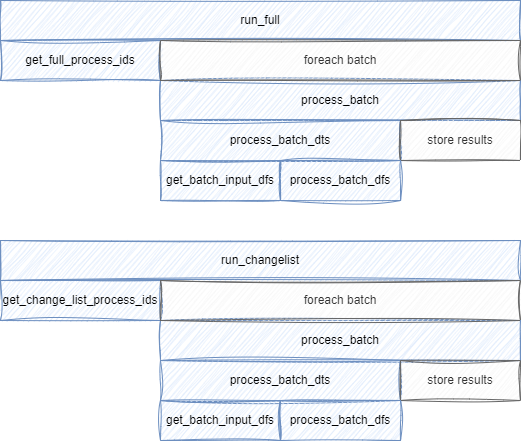 run_full
get_full_process_ids
foreach batch
process_batch
process_batch_dts
store results
get_batch_input_dfs
process_batch_dfs
run_changelist
get_change_list_process_ids
foreach batch
process_batch
process_batch_dts
store results
get_batch_input_dfs
process_batch_dfs